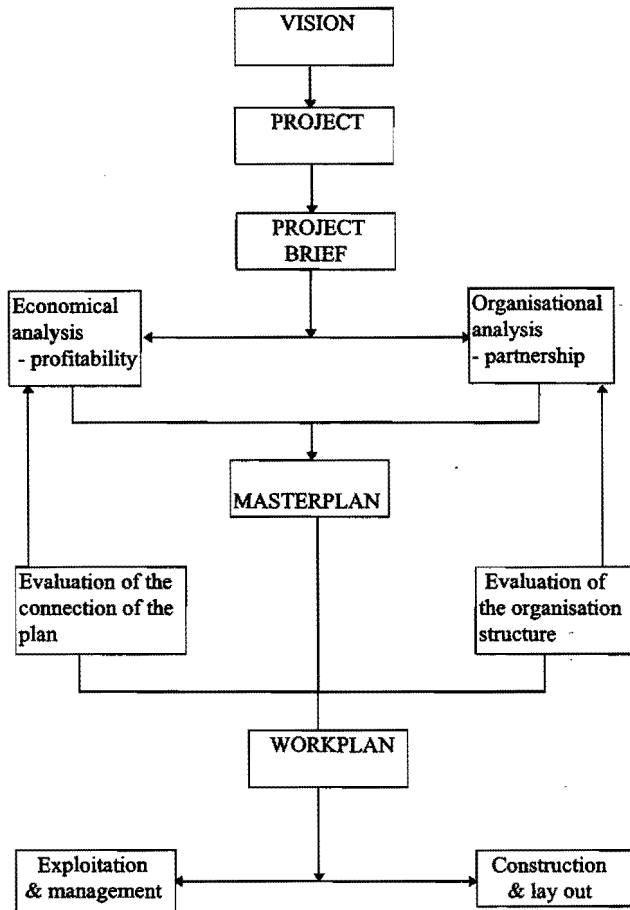 VISION
PROJECT
PROJECT
BRIEF
Economical
analysis
- profitability
Organisational
analysis
- partnership
MASTERPLAN
Evaluation of the
connection of the
plan
Evaluation of
the organisation
structure
WORKPLAN
Exploitation
& management
Construction
& lay out